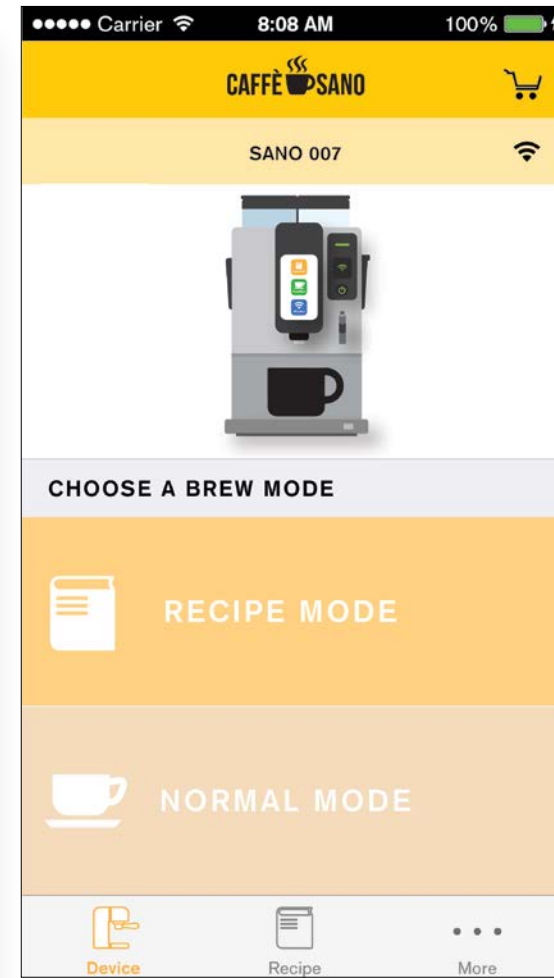 Carrier 8:08 AM 100%
CAFFÈ SANO
SANO 007
CHOOSE A BREW MODE
RECIPE MODE
NORMAL MODE
Device Recipe More